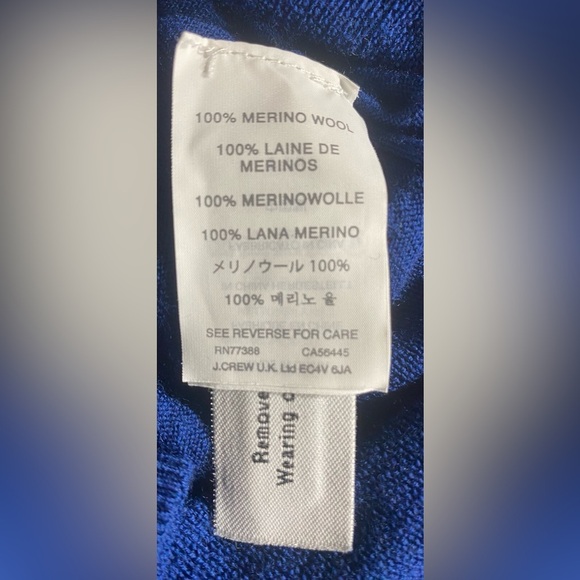 100% MERINO WOOL
100% LAINE DE
MERINOS
100% MERINOWOLLE
100% LANA MERINO
メリノウール 100%
100% 메리노 울
SEE REVERSE FOR CARE
RN77388 CA56445
J.CREW U.K. Ltd EC4V 6JA
Remove
Wearing